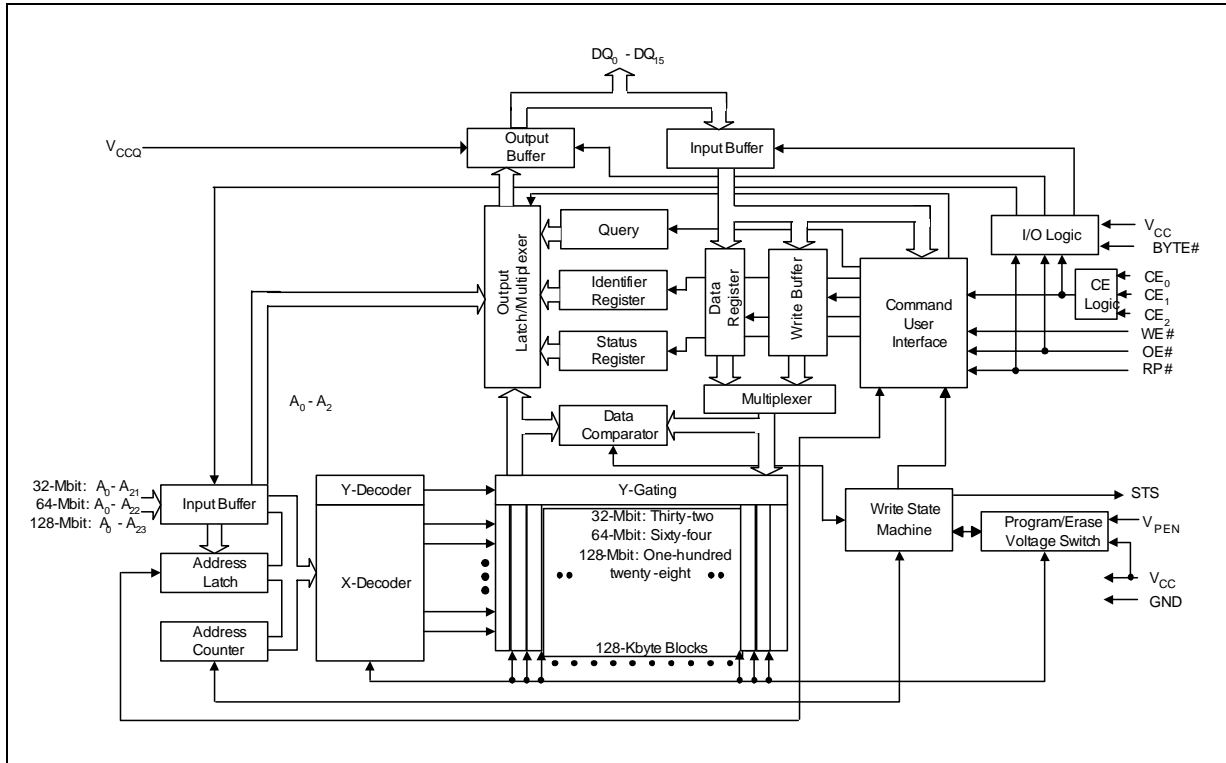 DQ0 - DQ15
Output
Buffer
Input Buffer
VCCQ
Output
Latch/Multiplexer
Query
Identifier
Register
Status
Register
Data
Register
Write Buffer
Command
User
Interface
I/O Logic
CE
Logic
VCC
BYTE#
CE0
CE1
CE2
WE#
OE#
RP#
Multiplexer
Data
Comparator
A0 - A2
32-Mbit: A0 - A21
64-Mbit: A0 - A22
128-Mbit: A0 - A23
Input Buffer
Address
Latch
Address
Counter
Y-Decoder
X-Decoder
Y-Gating
32-Mbit: Thirty-two
64-Mbit: Sixty-four
128-Mbit: One-hundred
twenty-eight
128-Kbyte Blocks
Write State
Machine
Program/Erase
Voltage Switch
STS
VPEN
VCC
GND